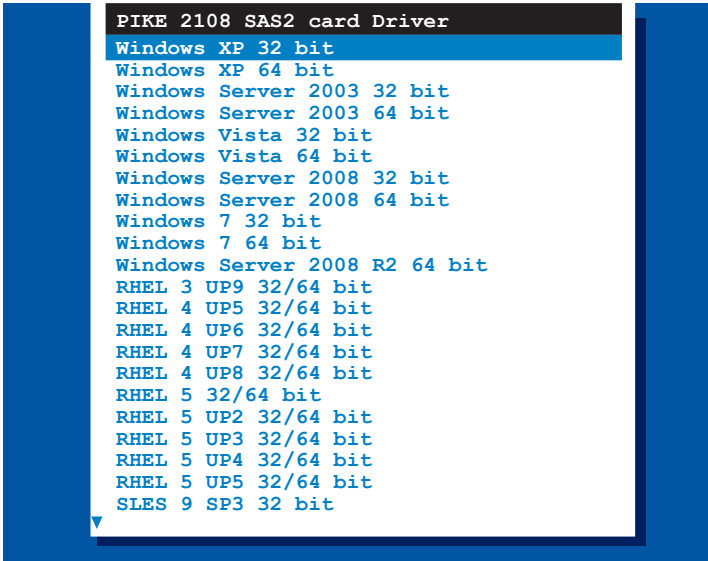 PIKE 2108 SAS2 card Driver
Windows XP 32 bit
Windows XP 64 bit
Windows Server 2003 32 bit
Windows Server 2003 64 bit
Windows Vista 32 bit
Windows Vista 64 bit
Windows Server 2008 32 bit
Windows Server 2008 64 bit
Windows 7 32 bit
Windows 7 64 bit
Windows Server 2008 R2 64 bit
RHEL 3 UP9 32/64 bit
RHEL 4 UP5 32/64 bit
RHEL 4 UP6 32/64 bit
RHEL 4 UP7 32/64 bit
RHEL 4 UP8 32/64 bit
RHEL 5 32/64 bit
RHEL 5 UP2 32/64 bit
RHEL 5 UP3 32/64 bit
RHEL 5 UP4 32/64 bit
RHEL 5 UP5 32/64 bit
SLES 9 SP3 32 bit